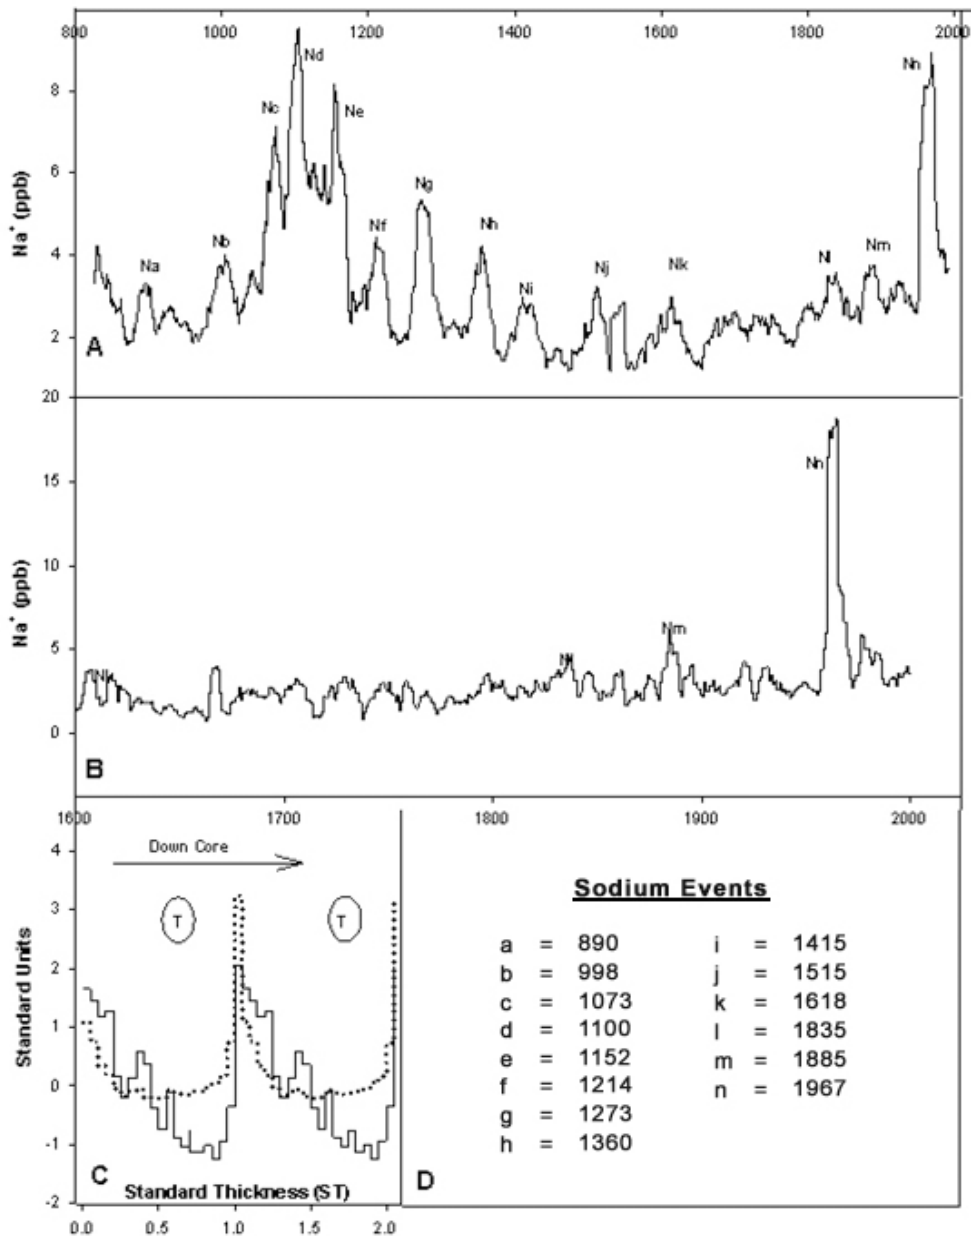 800 1000 1200 1400 1600 1800 2000
Nd
Nn
8
Nc
Ne
Na⁺ (ppb)
6
Ng
Nf
Nh
4
Nb
Na
Nl
Nm
Nj
Nk
Ni
2
A
20
15
Nn
10
Na⁺ (ppb)
5
Nm
0
B
1600 1700 1800 1900 2000
4
Down Core
3
T T
2
Standard Units
1
0
-1
C
Standard Thickness (ST)
-2
0.0 0.5 1.0 1.5 2.0
Sodium Events
a = 890 i = 1415
b = 998 j = 1515
c = 1073 k = 1618
d = 1100 l = 1835
e = 1152 m = 1885
f = 1214 n = 1967
g = 1273
h = 1360
D